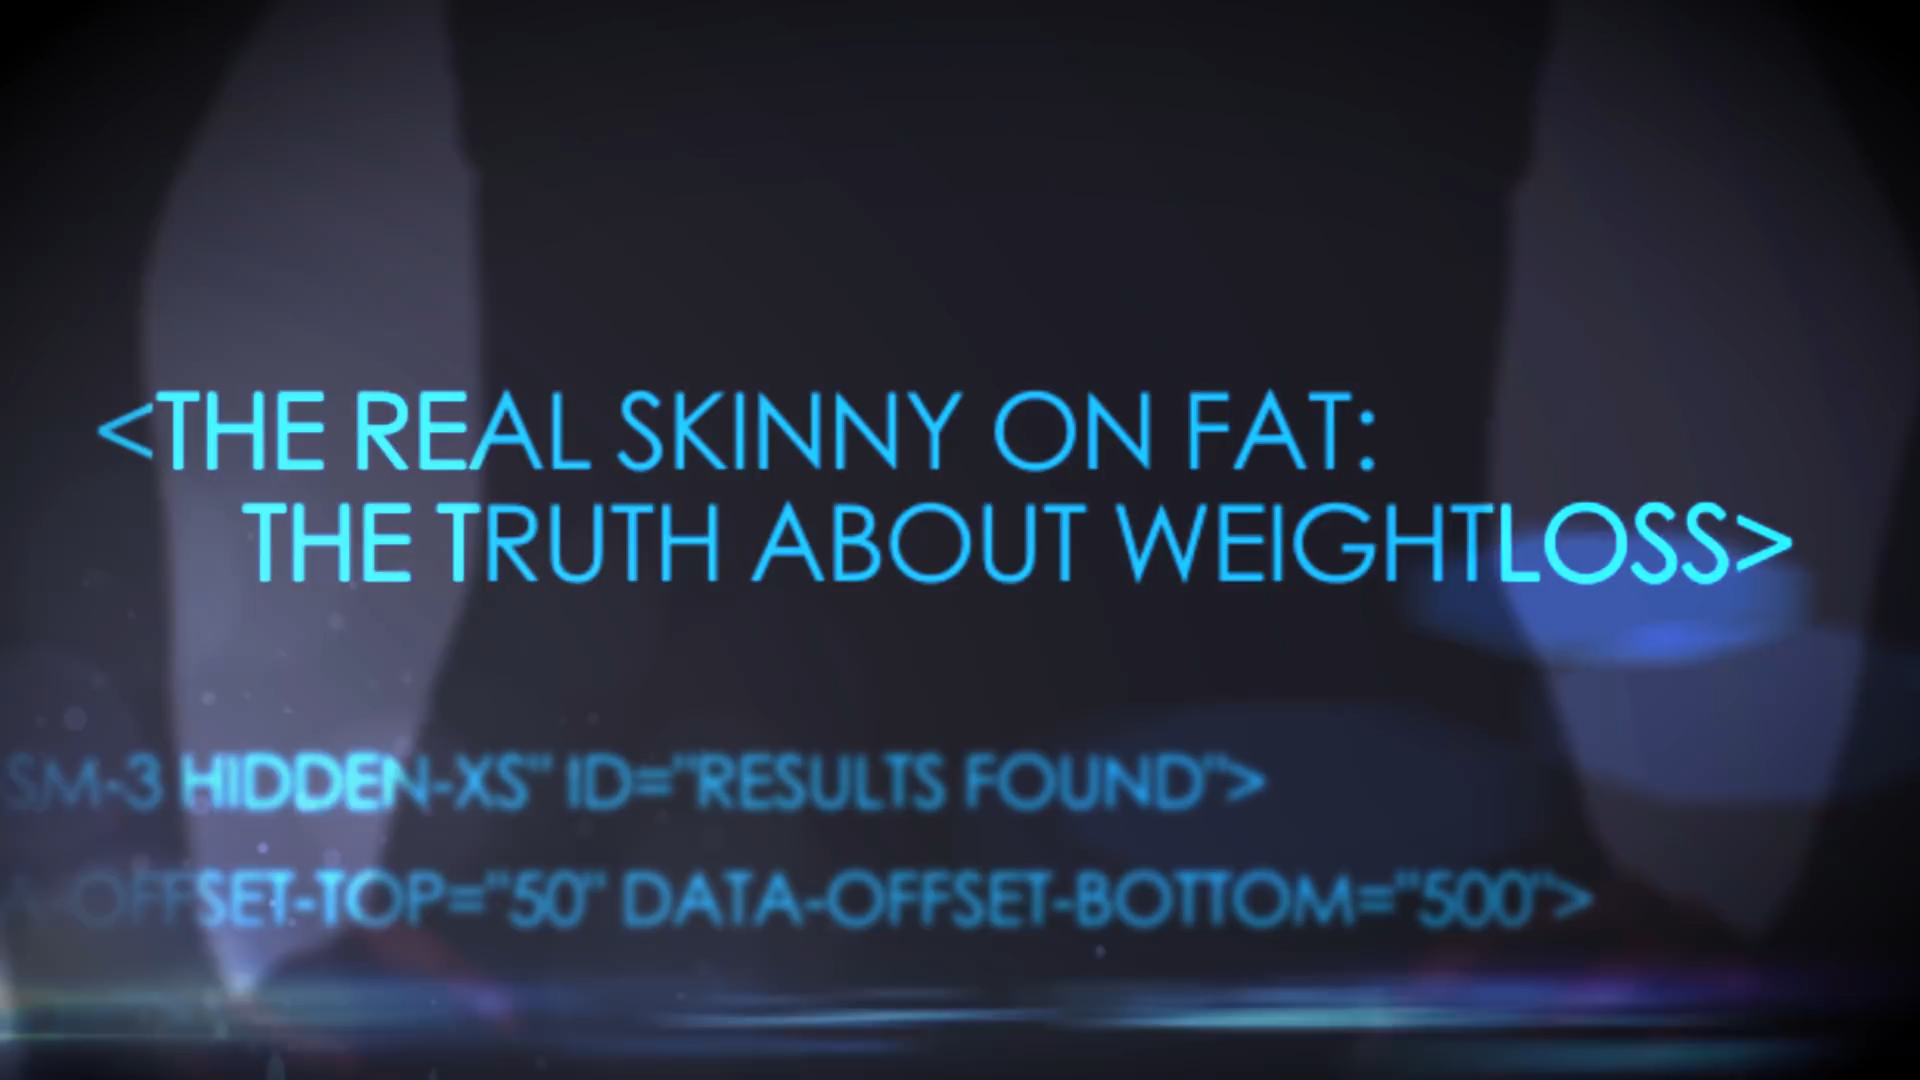 <THE REAL SKINNY ON FAT:
THE TRUTH ABOUT WEIGHTLOSS>
SM-3 HIDDEN-XS" ID="RESULTS FOUND">
A-OFFSET-TOP="50" DATA-OFFSET-BOTTOM="500">